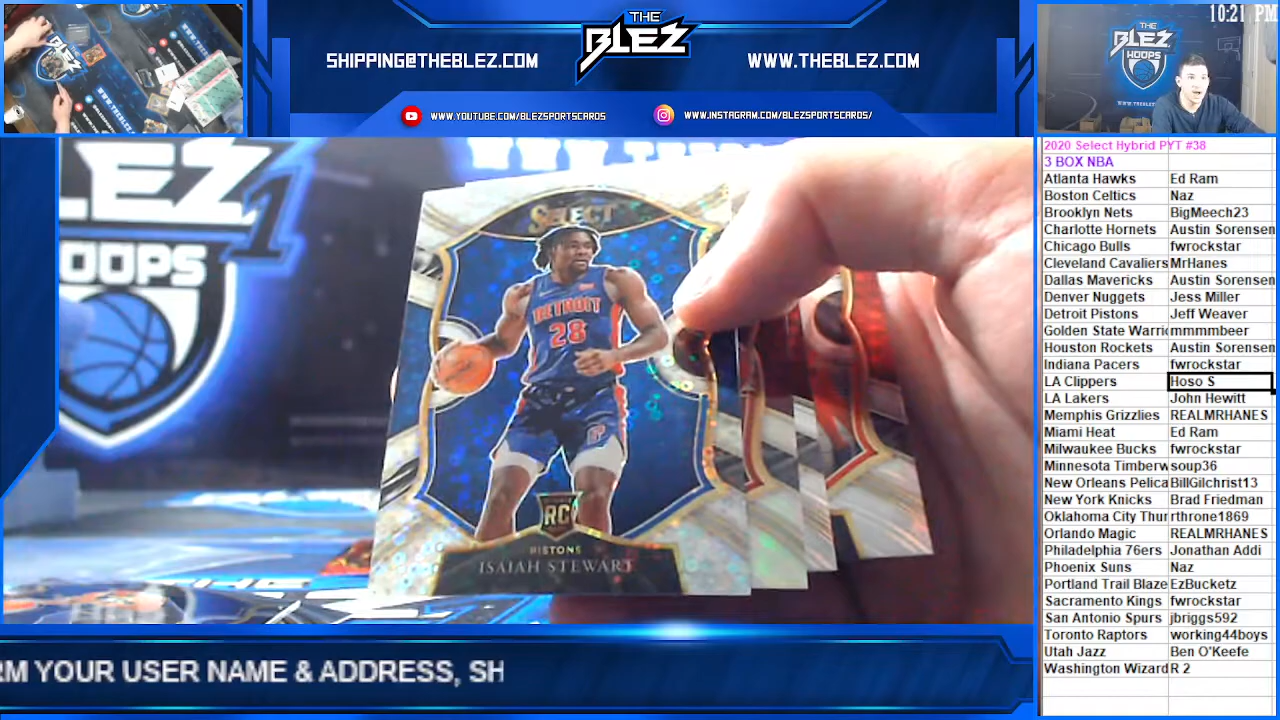 10:21 PM
THE
BLEZ
SHIPPING@THEBLEZ.COM
WWW.THEBLEZ.COM
WWW.YOUTUBE.COM/BLEZSPORTSCARDS
WWW.INSTAGRAM.COM/BLEZSPORTSCARDS/
THE
BLEZ
HOOPS
LEZ
HOOPS
1
SELECT
DETROIT
28
RC
PISTONS
ISAIAH STEWART
2020 Select Hybrid PYT #38
3 BOX NBA
Atlanta Hawks Ed Ram
Boston Celtics Naz
Brooklyn Nets BigMeech23
Charlotte Hornets Austin Sorensen
Chicago Bulls fwrockstar
Cleveland Cavaliers MrHanes
Dallas Mavericks Austin Sorensen
Denver Nuggets Jess Miller
Detroit Pistons Jeff Weaver
Golden State Warri mmmmbeer
Houston Rockets Austin Sorensen
Indiana Pacers fwrockstar
LA Clippers Hoso S
LA Lakers John Hewitt
Memphis Grizzlies REALMRHANES
Miami Heat Ed Ram
Milwaukee Bucks fwrockstar
Minnesota Timberw soup36
New Orleans Pelica BillGilchrist13
New York Knicks Brad Friedman
Oklahoma City Thu rthrone1869
Orlando Magic REALMRHANES
Philadelphia 76ers Jonathan Addi
Phoenix Suns Naz
Portland Trail Blaze EzBucketz
Sacramento Kings fwrockstar
San Antonio Spurs jbriggs592
Toronto Raptors working44boys
Utah Jazz Ben O'Keefe
Washington Wizard R 2
RM YOUR USER NAME & ADDRESS, SH